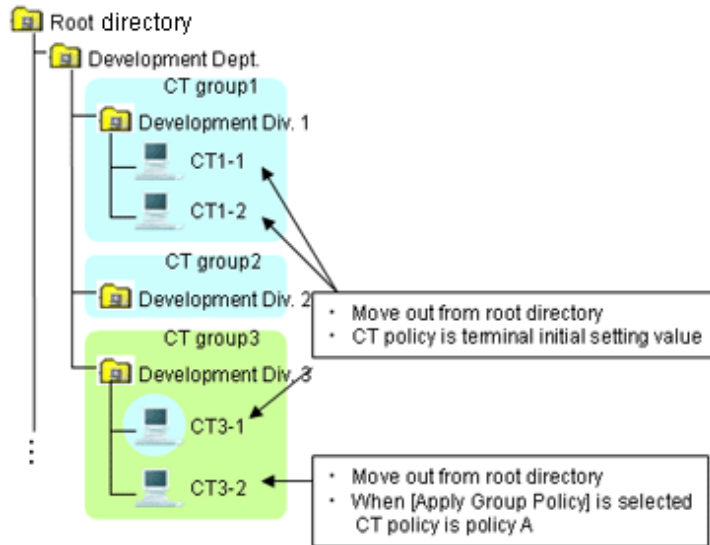 Root directory
Development Dept.
CT group1
Development Div. 1
CT1-1
CT1-2
CT group2
Development Div. 2
・ Move out from root directory
・ CT policy is terminal initial setting value
CT group3
Development Div. 3
CT3-1
CT3-2
・ Move out from root directory
・ When [Apply Group Policy] is selected
CT policy is policy A